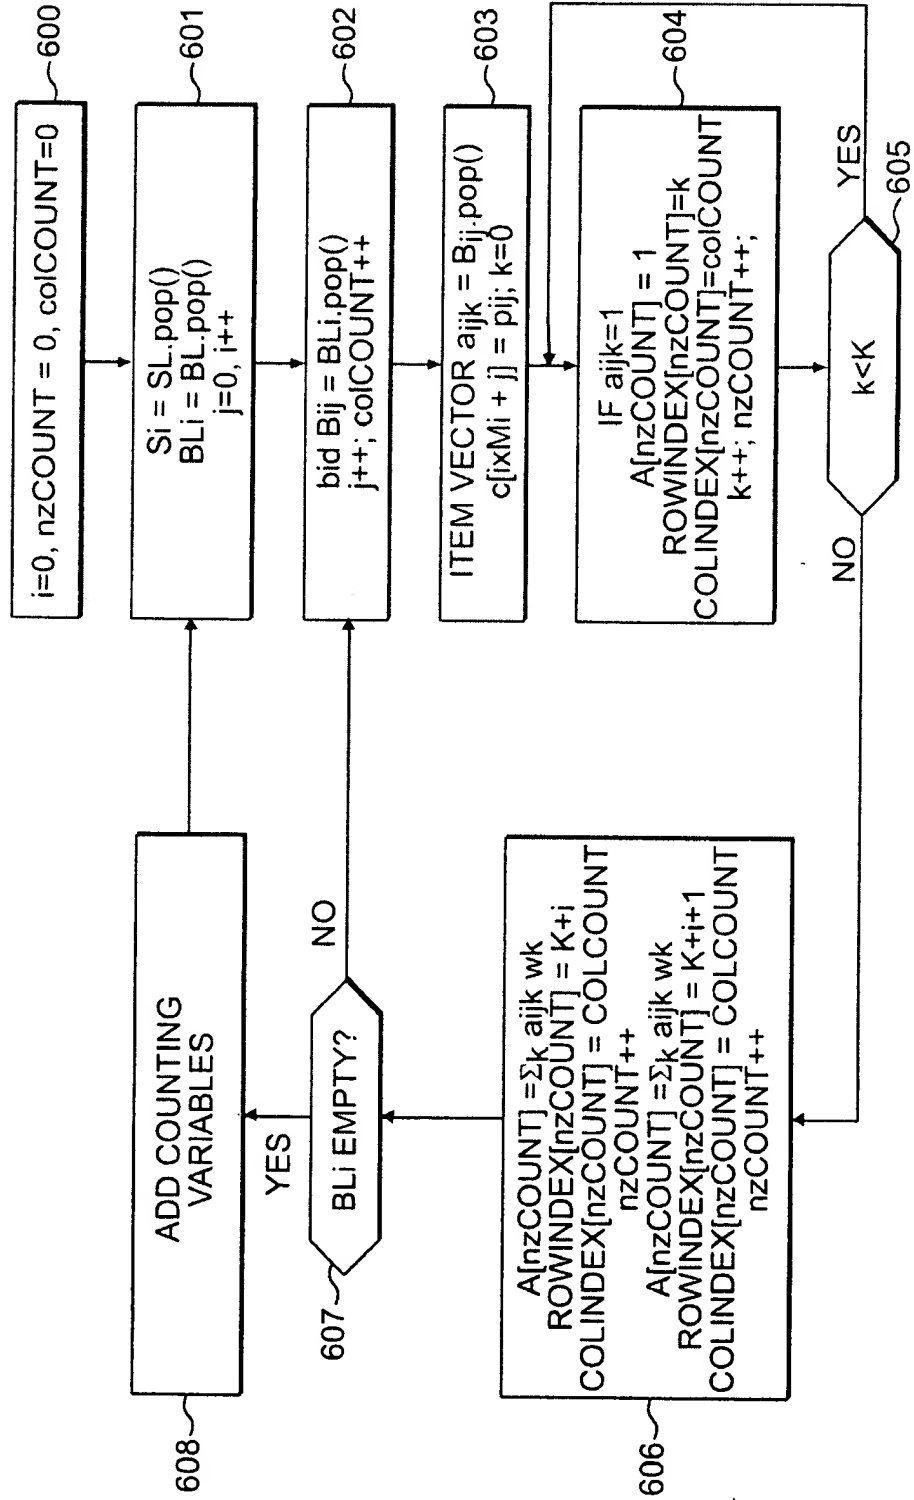 600
i=0, nzCOUNT = 0, colCOUNT=0
601
Si = SL.pop()
BLi = BL.pop()
j=0, i++
602
bid Bij = BLi.pop()
j++; colCOUNT++
603
ITEM VECTOR aijk = Bij.pop()
c[ixMi + j] = pij; k=0
604
IF aijk=1
A[nzCOUNT] = 1
ROWINDEX[nzCOUNT]=k
COLINDEX[nzCOUNT]=colCOUNT
k++; nzCOUNT++;
605
k<K
YES
NO
606
A[nzCOUNT] =Σk aijk wk
ROWINDEX[nzCOUNT] = K+i
COLINDEX[nzCOUNT] = COLCOUNT
nzCOUNT++
A[nzCOUNT] =Σk aijk wk
ROWINDEX[nzCOUNT] = K+i+1
COLINDEX[nzCOUNT] = COLCOUNT
nzCOUNT++
607
BLi EMPTY?
NO
YES
608
ADD COUNTING
VARIABLES